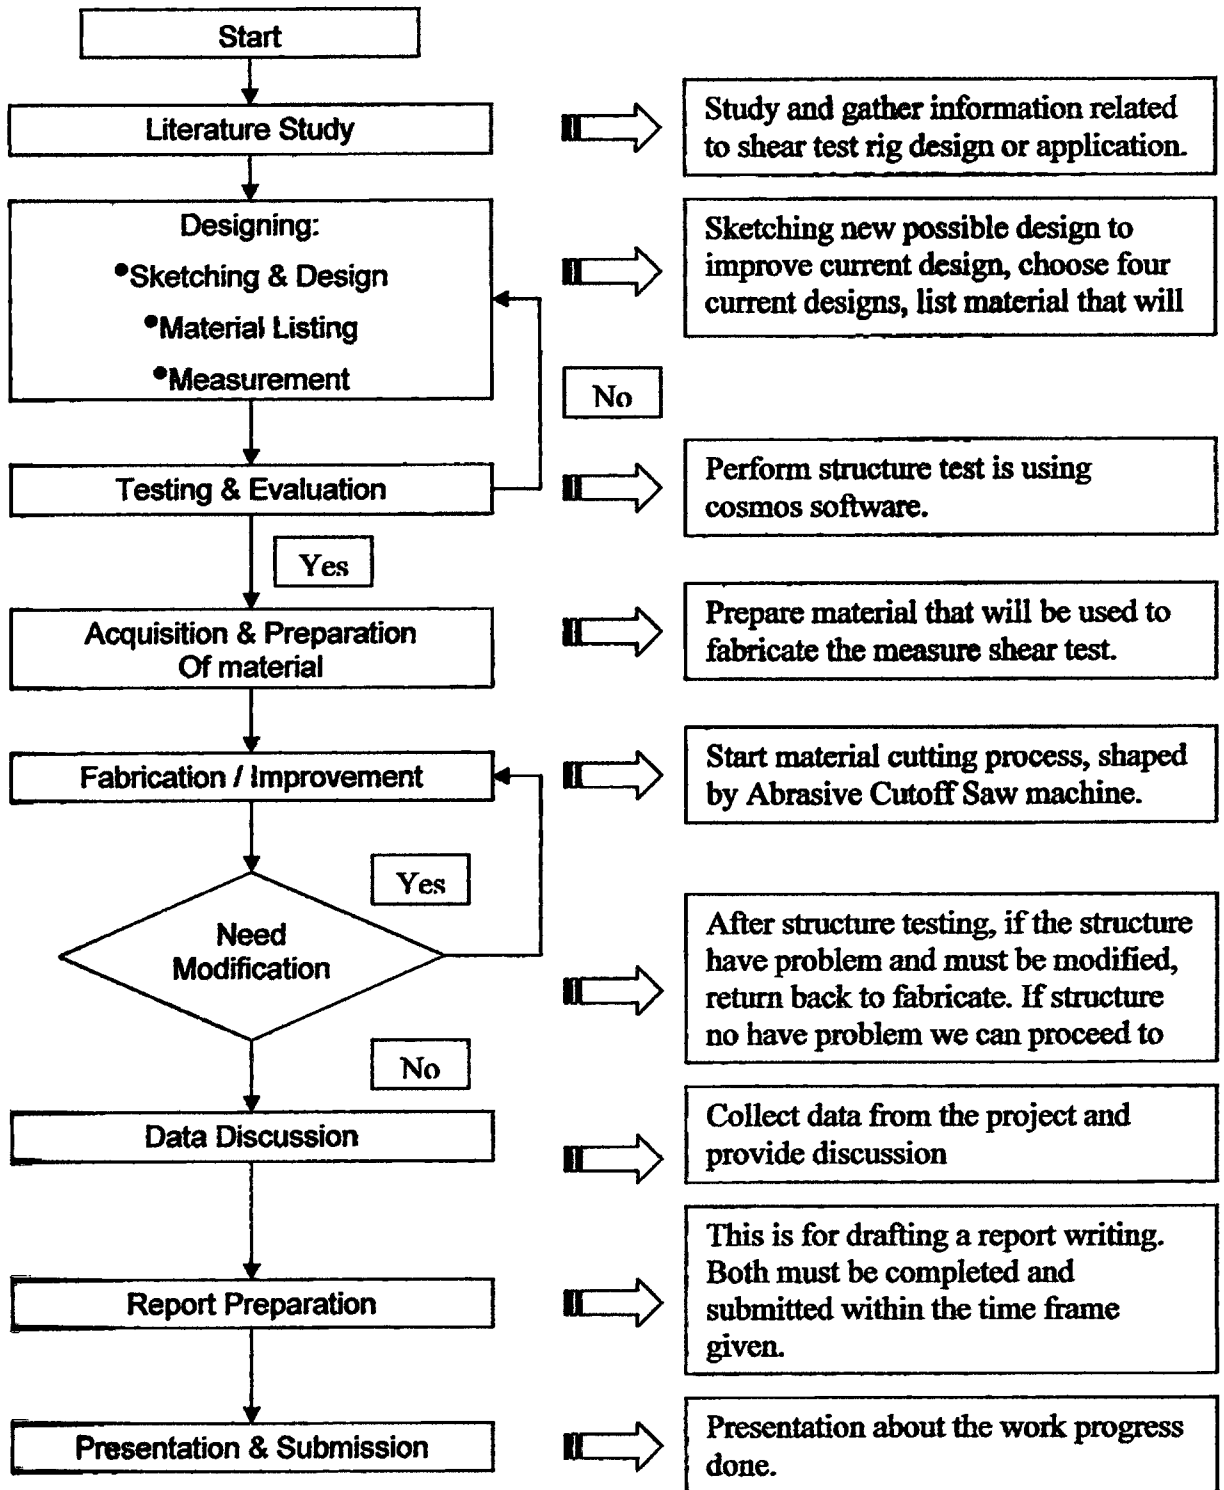 Start
Literature Study
Study and gather information related
to shear test rig design or application.
Designing:
•Sketching & Design
•Material Listing
•Measurement
Sketching new possible design to
improve current design, choose four
current designs, list material that will
No
Testing & Evaluation
Perform structure test is using
cosmos software.
Yes
Acquisition & Preparation
Of material
Prepare material that will be used to
fabricate the measure shear test.
Fabrication / Improvement
Start material cutting process, shaped
by Abrasive Cutoff Saw machine.
Yes
Need
Modification
After structure testing, if the structure
have problem and must be modified,
return back to fabricate. If structure
no have problem we can proceed to
No
Data Discussion
Collect data from the project and
provide discussion
Report Preparation
This is for drafting a report writing.
Both must be completed and
submitted within the time frame
given.
Presentation & Submission
Presentation about the work progress
done.